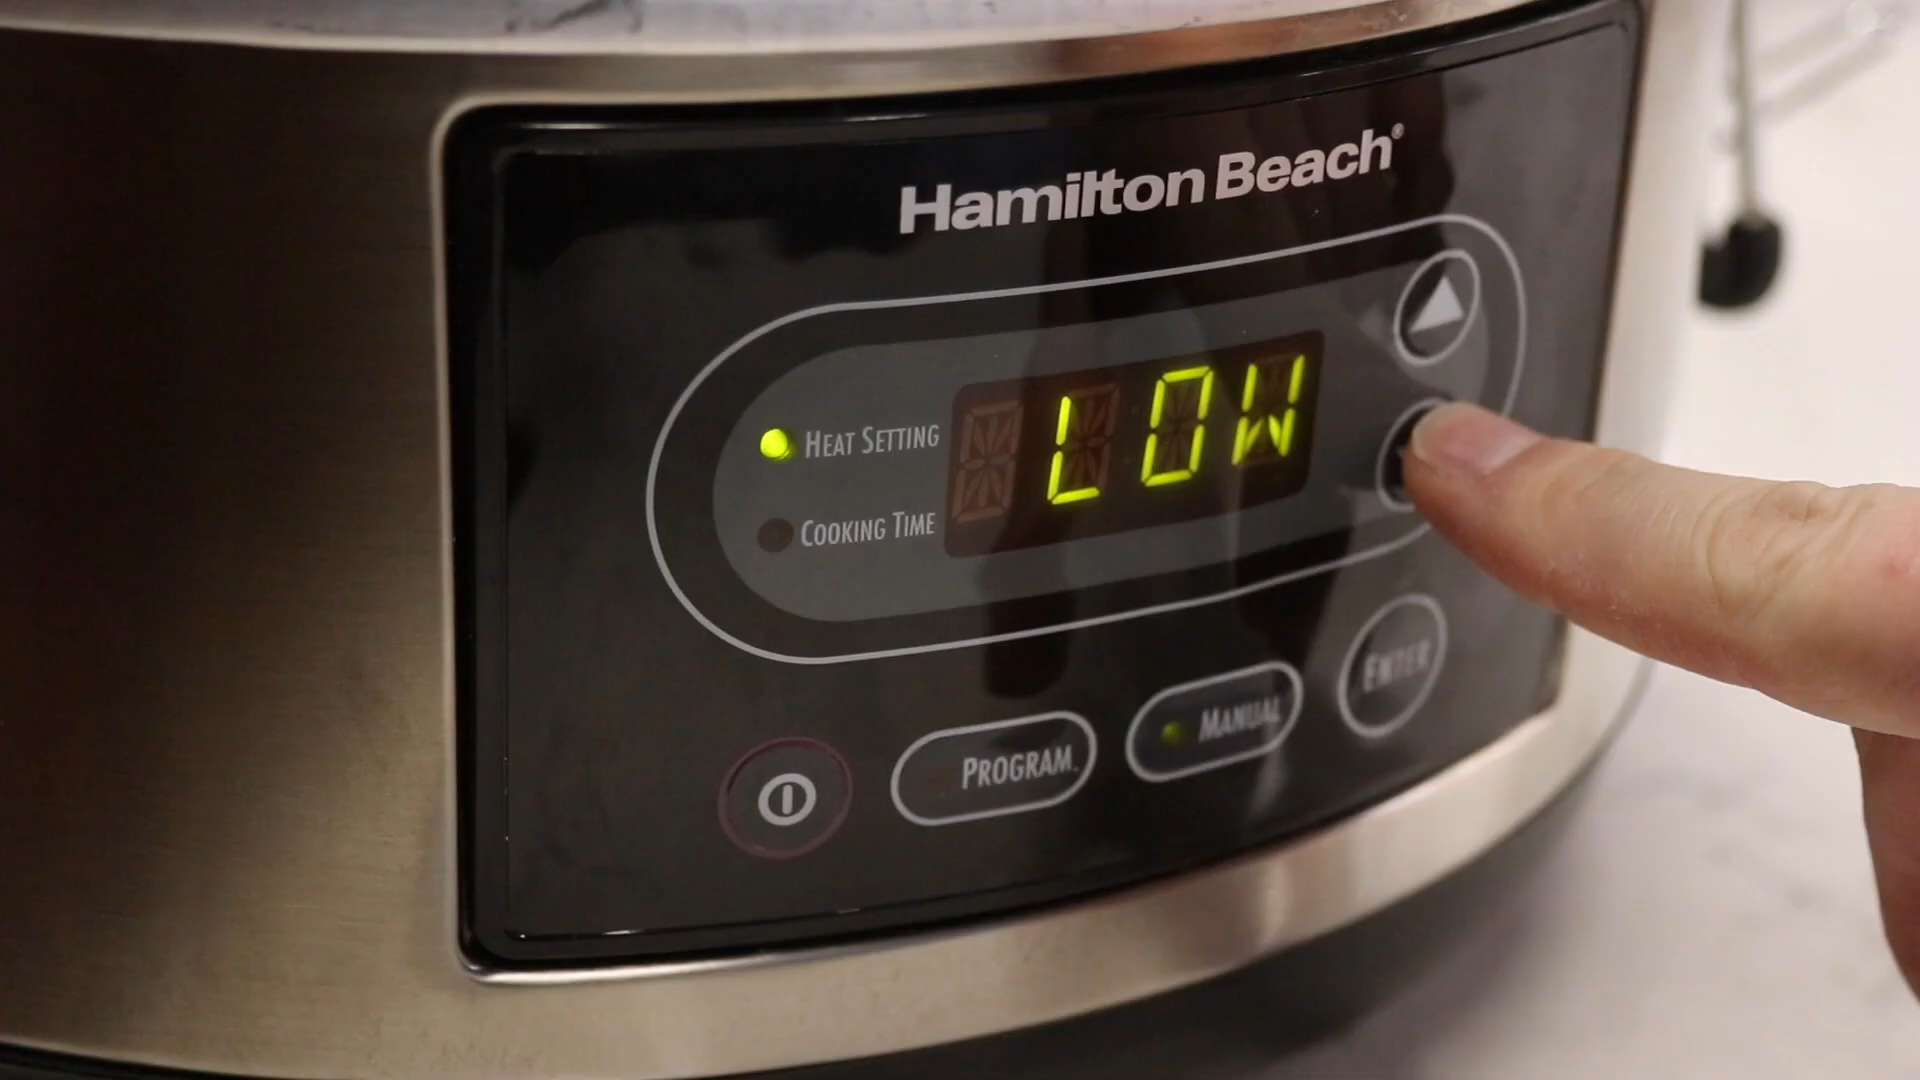 Hamilton Beach®
HEAT SETTING
LOW
COOKING TIME
PROGRAM
MANUAL
ENTER